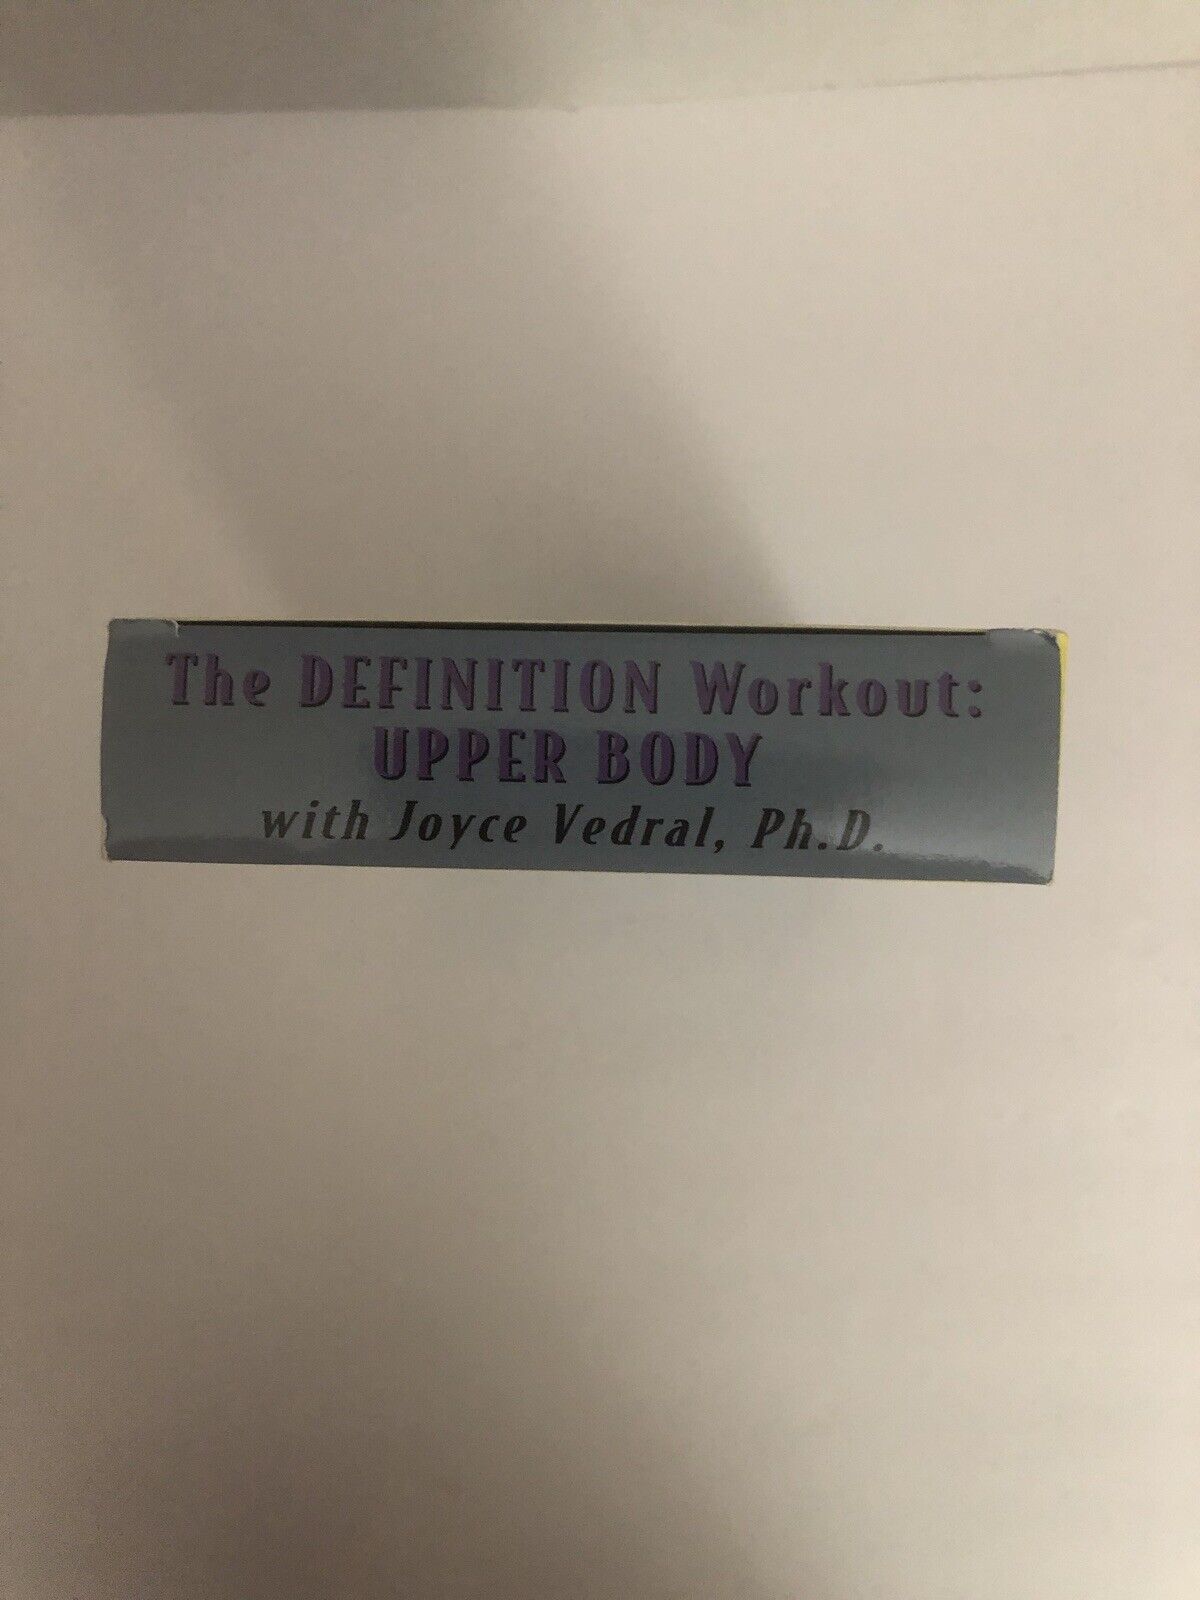 The DEFINITION Workout:
UPPER BODY
with Joyce Vedral, Ph.D.